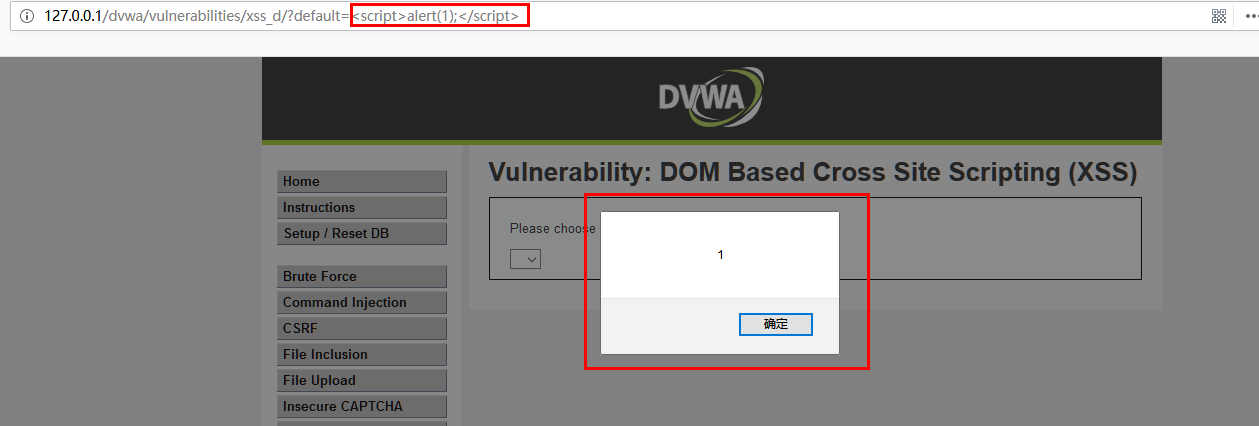 127.0.0.1/dvwa/vulnerabilities/xss_d/?default=<script>alert(1);</script>
DVWA
Vulnerability: DOM Based Cross Site Scripting (XSS)
Home
Instructions
Setup / Reset DB
Brute Force
Command Injection
CSRF
File Inclusion
File Upload
Insecure CAPTCHA
Please choose
1
确定